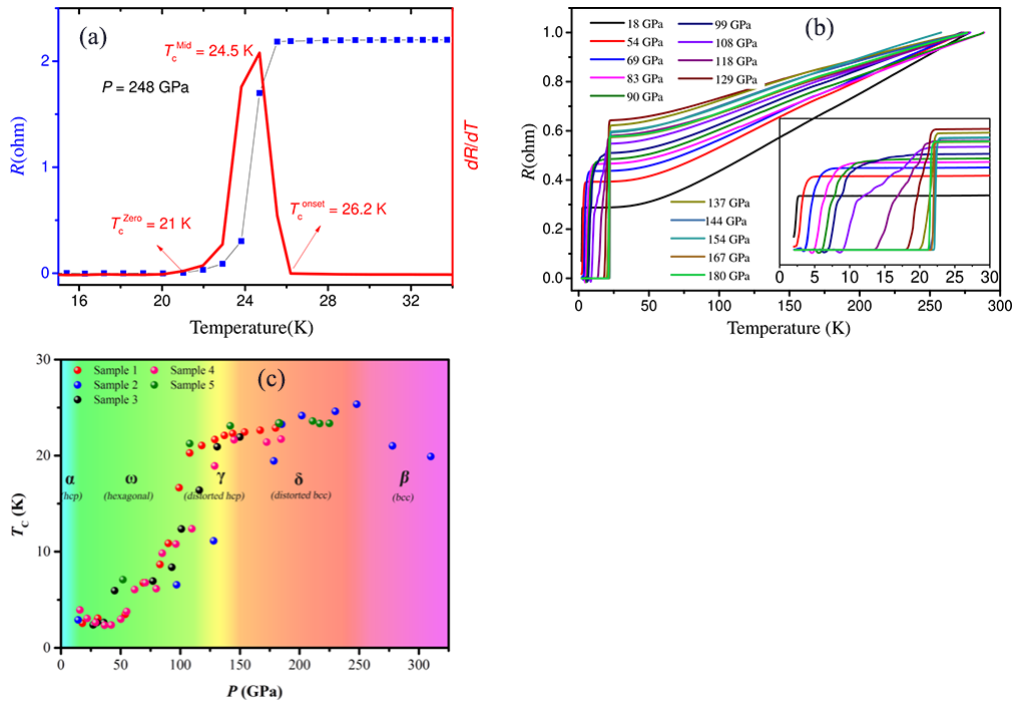 (a)
T_c^Mid = 24.5 K
P = 248 GPa
T_c^Zero = 21 K
T_c^onset = 26.2 K
R(ohm)
dR/dT
2
1
0
16 20 24 28 32
Temperature(K)
(b)
18 GPa 99 GPa
54 GPa 108 GPa
69 GPa 118 GPa
83 GPa 129 GPa
90 GPa
137 GPa
144 GPa
154 GPa
167 GPa
180 GPa
R(ohm)
1.0
0.8
0.6
0.4
0.2
0.0
0 5 10 15 20 25 30
0 50 100 150 200 250 300
Temperature (K)
(c)
Sample 1 Sample 4
Sample 2 Sample 5
Sample 3
α ω γ δ β
hcp) (hexagonal) (distorted hcp) (distorted bcc) (bcc)
T_C (K)
30
20
10
0
0 50 100 150 200 250 300
P (GPa)